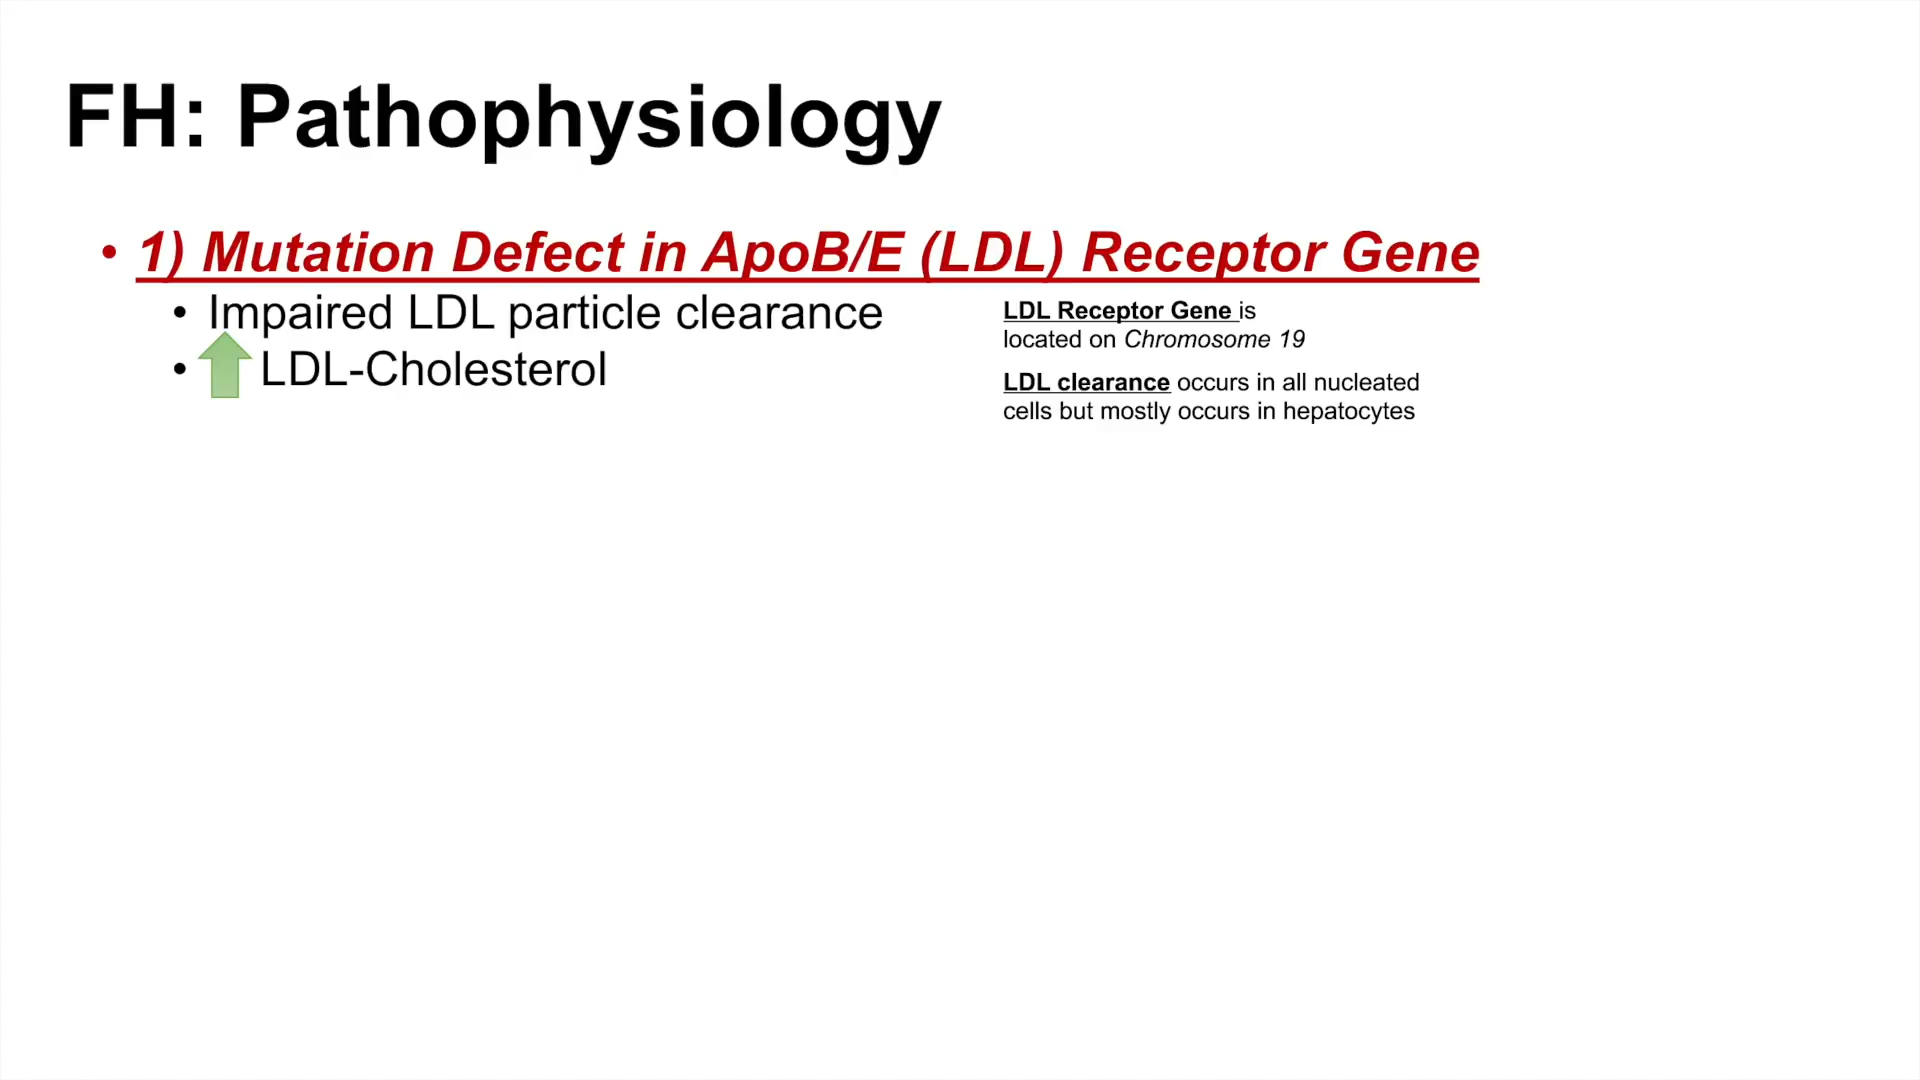 FH: Pathophysiology
• 1) Mutation Defect in ApoB/E (LDL) Receptor Gene
• Impaired LDL particle clearance
• LDL-Cholesterol
LDL Receptor Gene is
located on Chromosome 19
LDL clearance occurs in all nucleated
cells but mostly occurs in hepatocytes